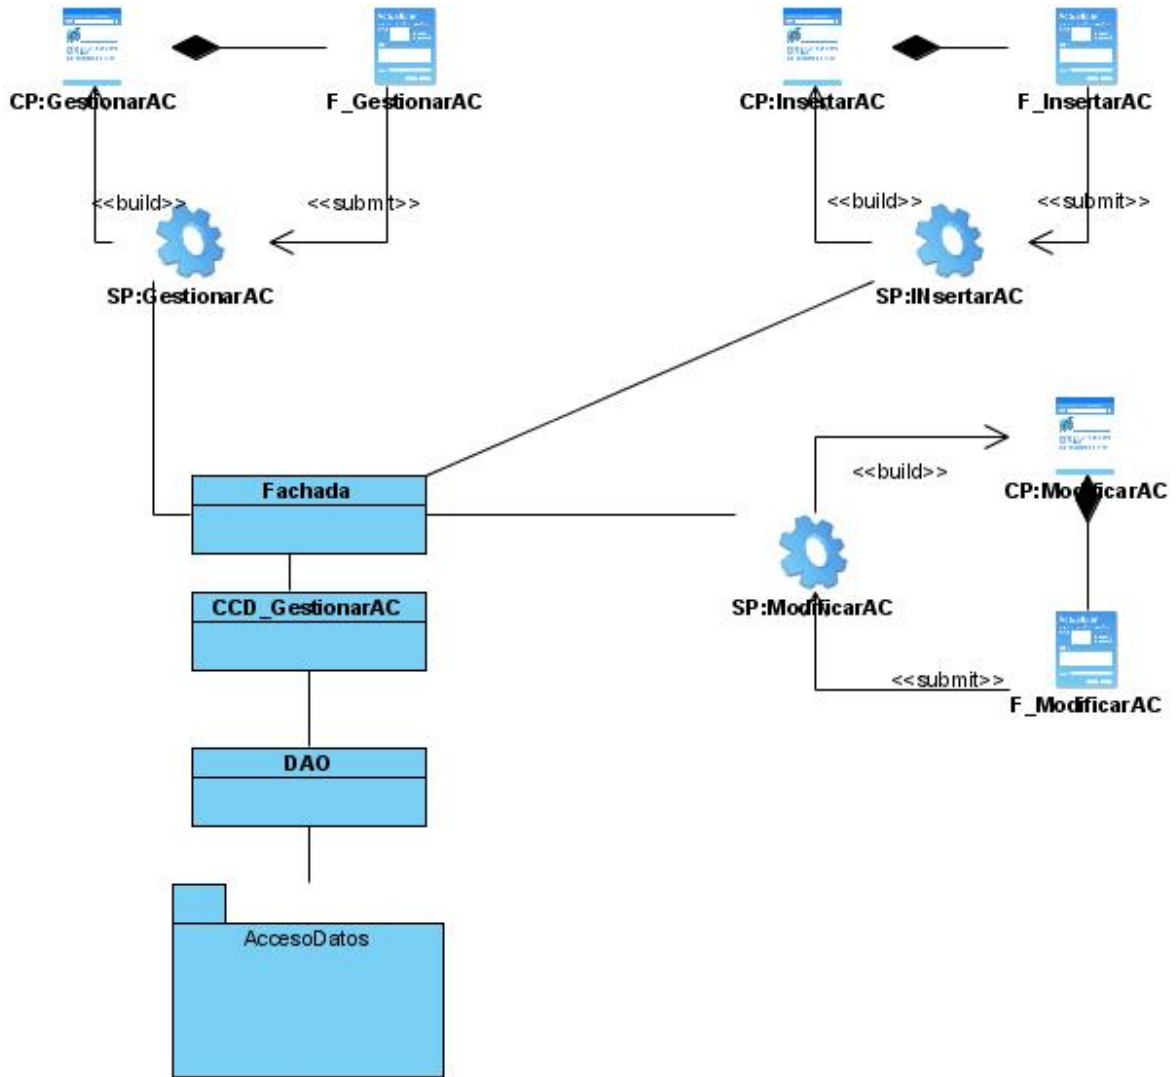 CP:GestionarAC
F_GestionarAC
CP:InsertarAC
F_InsertarAC
<<build>>
<<submit>>
<<build>>
<<submit>>
SP:GestionarAC
SP:INsertarAC
<<build>>
Fachada
CP:ModificarAC
CCD_GestionarAC
SP:ModificarAC
<<submit>>
F_ModificarAC
DAO
AccesoDatos